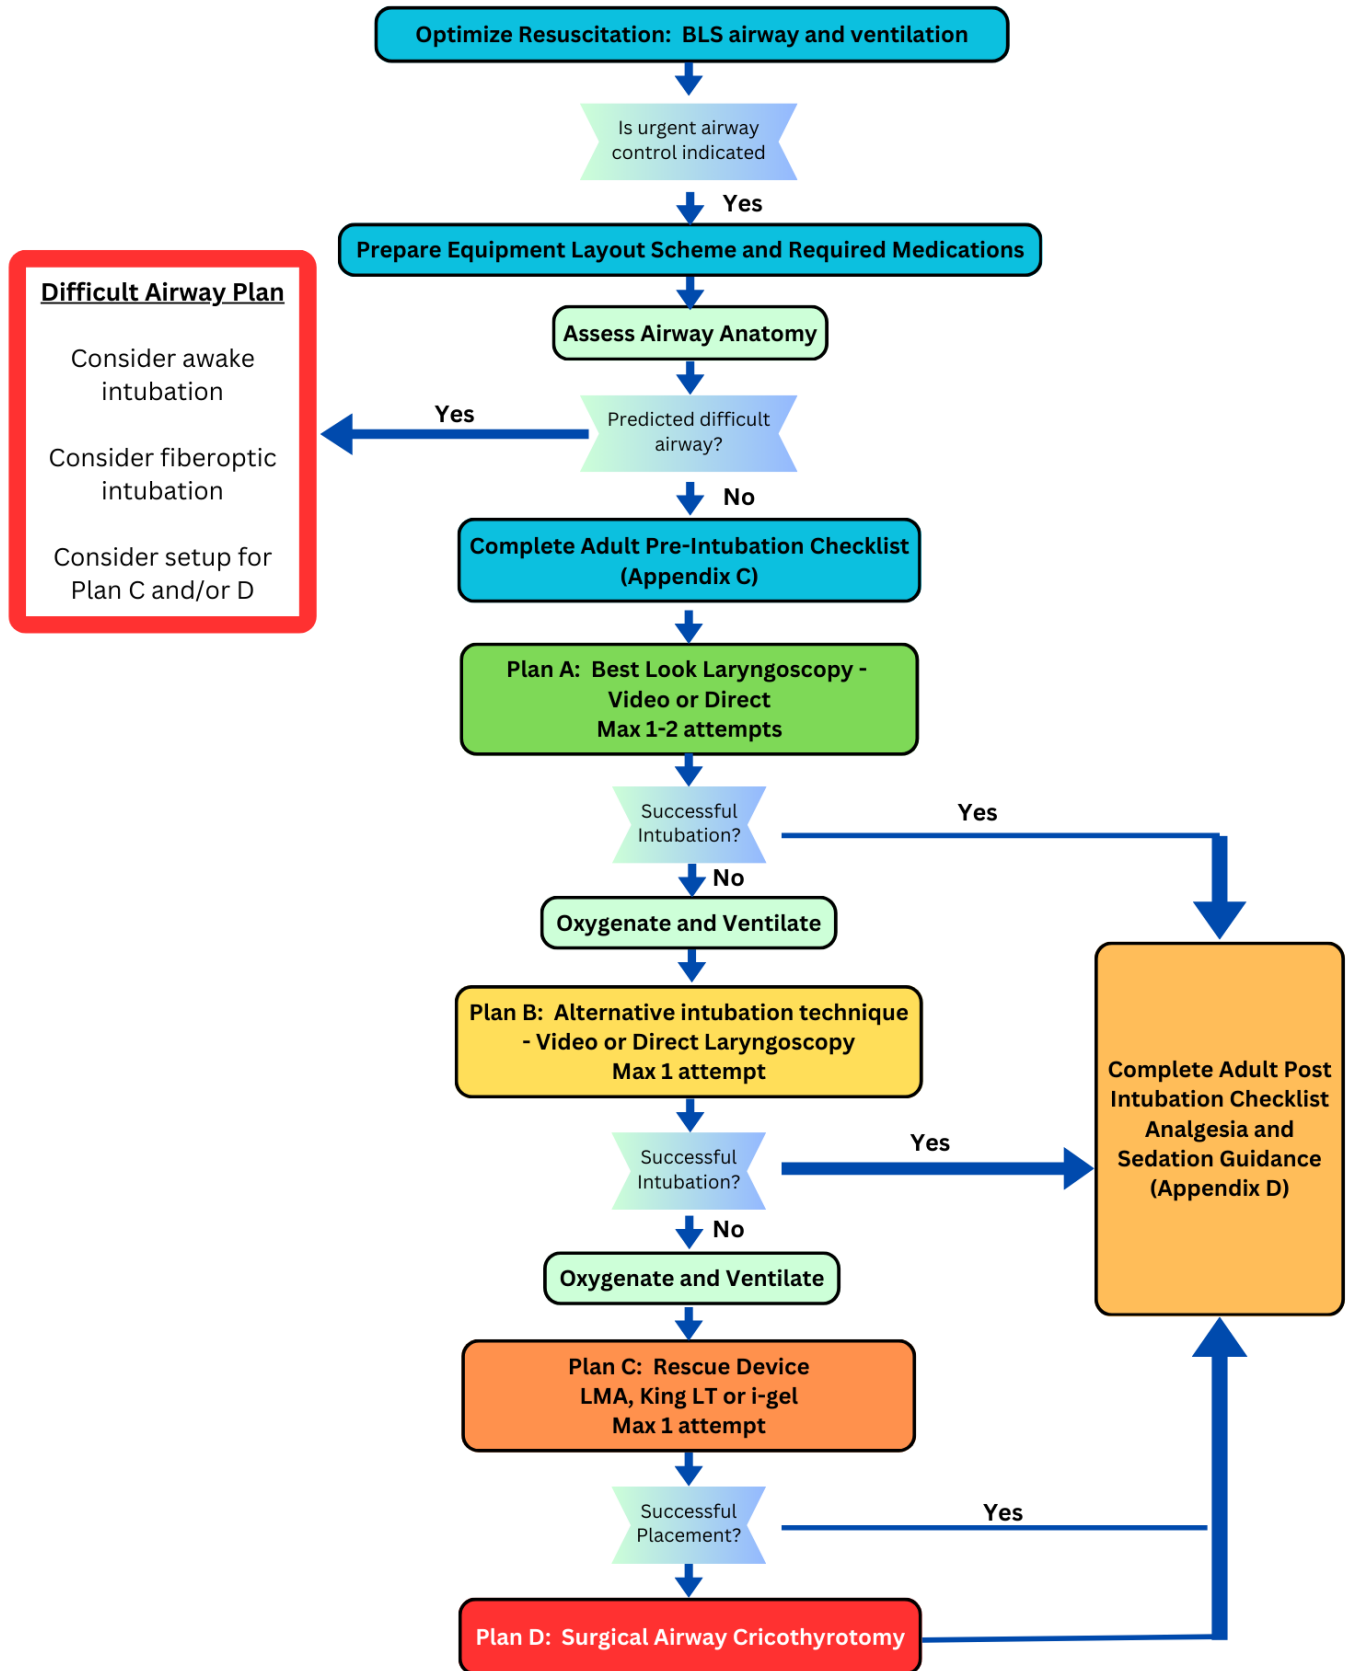 Optimize Resuscitation:  BLS airway and ventilation
Is urgent airway
control indicated
Yes
Prepare Equipment Layout Scheme and Required Medications
Assess Airway Anatomy
Predicted difficult
airway?
Yes
Difficult Airway Plan
Consider awake
intubation
Consider fiberoptic
intubation
Consider setup for
Plan C and/or D
No
Complete Adult Pre-Intubation Checklist
(Appendix C)
Plan A:  Best Look Laryngoscopy -
Video or Direct
Max 1-2 attempts
Successful
Intubation?
Yes
No
Oxygenate and Ventilate
Plan B:  Alternative intubation technique
- Video or Direct Laryngoscopy
Max 1 attempt
Successful
Intubation?
Yes
Complete Adult Post
Intubation Checklist
Analgesia and
Sedation Guidance
(Appendix D)
No
Oxygenate and Ventilate
Plan C:  Rescue Device
LMA, King LT or i-gel
Max 1 attempt
Successful
Placement?
Yes
Plan D:  Surgical Airway Cricothyrotomy